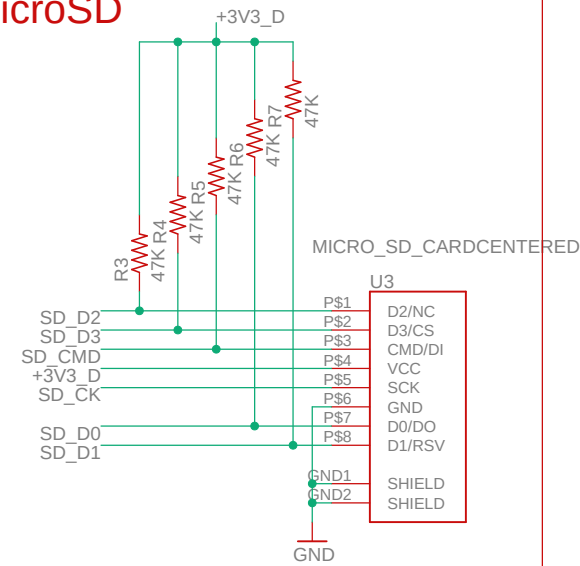 icroSD
+3V3_D
R3
47K
R4
47K
R5
47K
R6
47K
R7
47K
MICRO_SD_CARDCENTERED
U3
SD_D2 P$1 D2/NC
SD_D3 P$2 D3/CS
SD_CMD P$3 CMD/DI
+3V3_D P$4 VCC
SD_CK P$5 SCK
P$6 GND
SD_D0 P$7 D0/DO
SD_D1 P$8 D1/RSV
GND1 SHIELD
GND2 SHIELD
GND